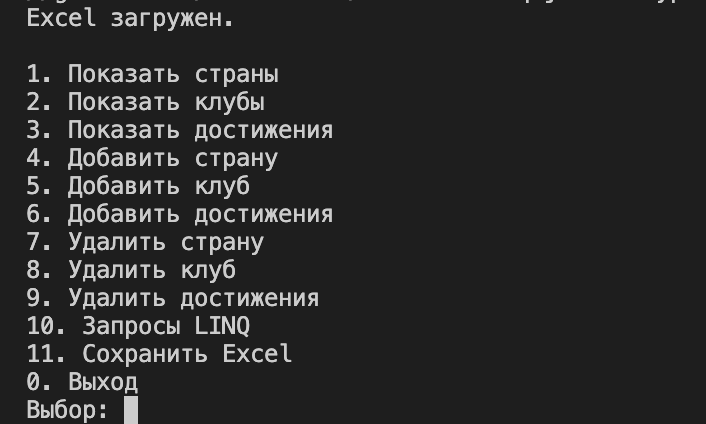 Excel загружен.
1. Показать страны
2. Показать клубы
3. Показать достижения
4. Добавить страну
5. Добавить клуб
6. Добавить достижения
7. Удалить страну
8. Удалить клуб
9. Удалить достижения
10. Запросы LINQ
11. Сохранить Excel
0. Выход
Выбор: